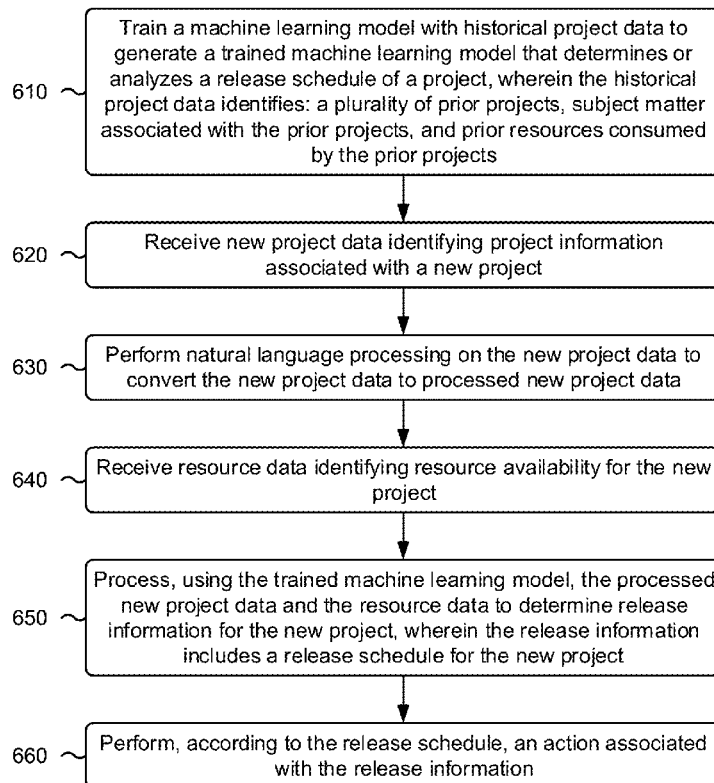 Train a machine learning model with historical project data to
generate a trained machine learning model that determines or
analyzes a release schedule of a project, wherein the historical
610
project data identifies: a plurality of prior projects, subject matter
associated with the prior projects, and prior resources consumed
by the prior projects
620
Receive new project data identifying project information
associated with a new project
630
Perform natural language processing on the new project data to
convert the new project data to processed new project data
640
Receive resource data identifying resource availability for the new
project
Process, using the trained machine learning model, the processed
new project data and the resource data to determine release
650
information for the new project, wherein the release information
includes a release schedule for the new project
660
Perform, according to the release schedule, an action associated
with the release information